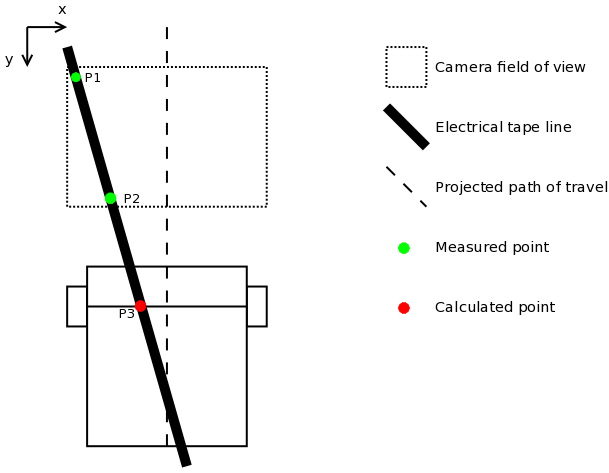 x
y
P1
P2
P3
Camera field of view
Electrical tape line
Projected path of travel
Measured point
Calculated point